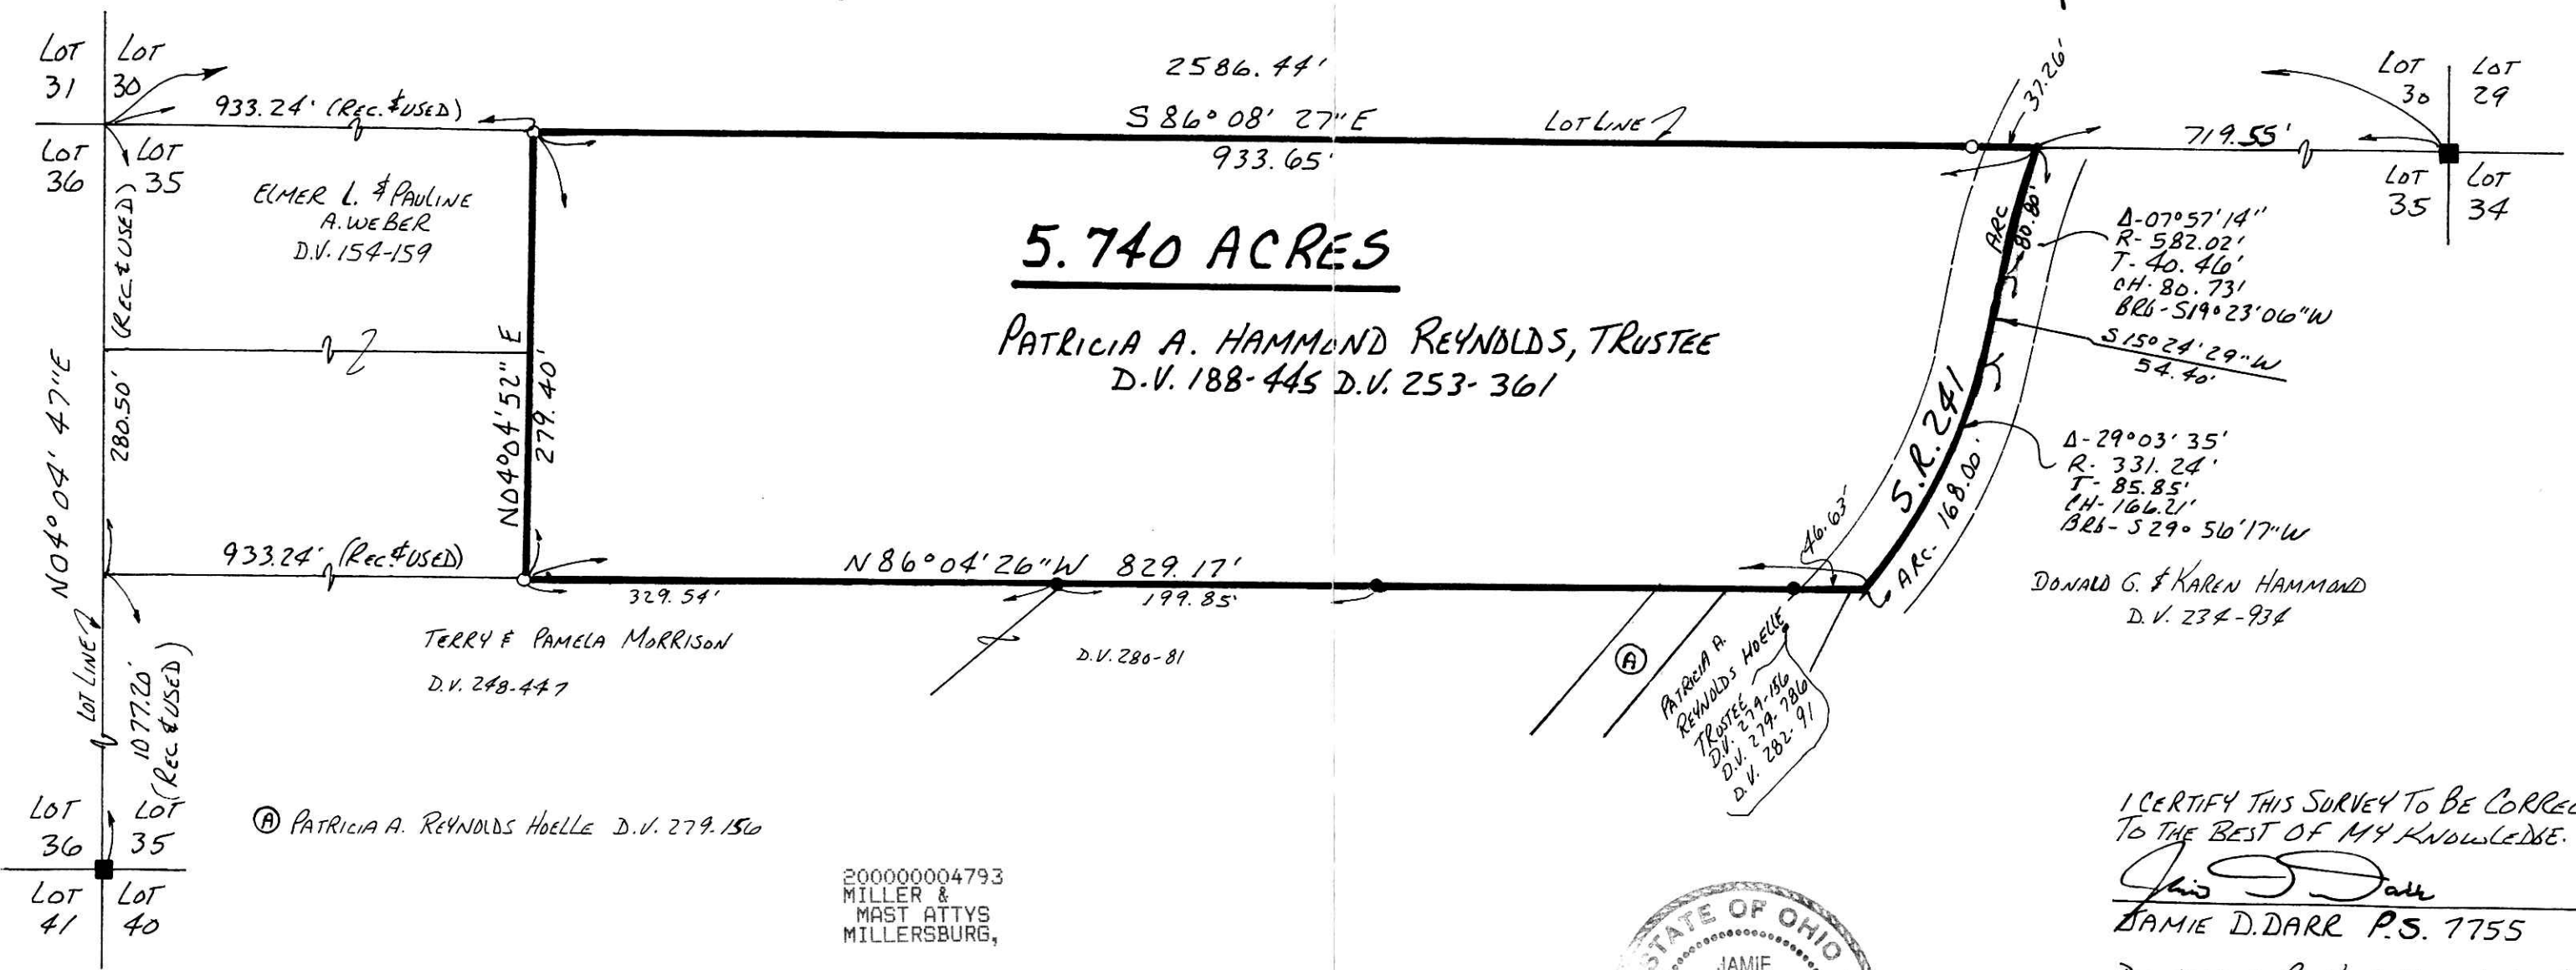 LOT 31
LOT 30
LOT 36
LOT 35
933.24' (REC. & USED)
2586.44'
S 86° 08' 27" E
933.65'
LOT LINE
37.26'
719.55'
LOT 30
LOT 29
LOT 35
LOT 34
ELMER L. & PAULINE
A. WEBER
D.V. 154-159
(REC & USED)
280.50'
N04° 04' 47"E
N04°04'52" E
279.40'
5.740 ACRES
PATRICIA A. HAMMOND REYNOLDS, TRUSTEE
D.V. 188-445 D.V. 253-361
ARC
80.80'
Δ-07°57'14"
R- 582.02'
T- 40.46'
CH- 80.73'
BRG- S19°23'06"W
S 15°24'29"W
54.40'
S.R. 241
ARC- 168.00'
Δ-29°03'35'
R- 331.24'
T- 85.85'
CH- 166.21'
BRG- S29°56'17"W
DONALD G. & KAREN HAMMOND
D.V. 234-934
933.24' (REC & USED)
N 86°04'26"W 829.17'
46.63'
329.54'
199.85'
TERRY & PAMELA MORRISON
D.V. 248-447
D.V. 280-81
A
PATRICIA A.
REYNOLDS HOELLE
TRUSTEE
D.V. 279-156
D.V. 279-786
D.V. 282-91
LOT LINE
1077.20'
(REC & USED)
LOT 36
LOT 35
LOT 41
LOT 40
A PATRICIA A. REYNOLDS HOELLE D.V. 279-156
200000004793
MILLER &
MAST ATTYS
MILLERSBURG,
STATE OF OHIO
JAMIE
I CERTIFY THIS SURVEY TO BE CORREC
TO THE BEST OF MY KNOWLEDGE.
JAMIE D. DARR P.S. 7755